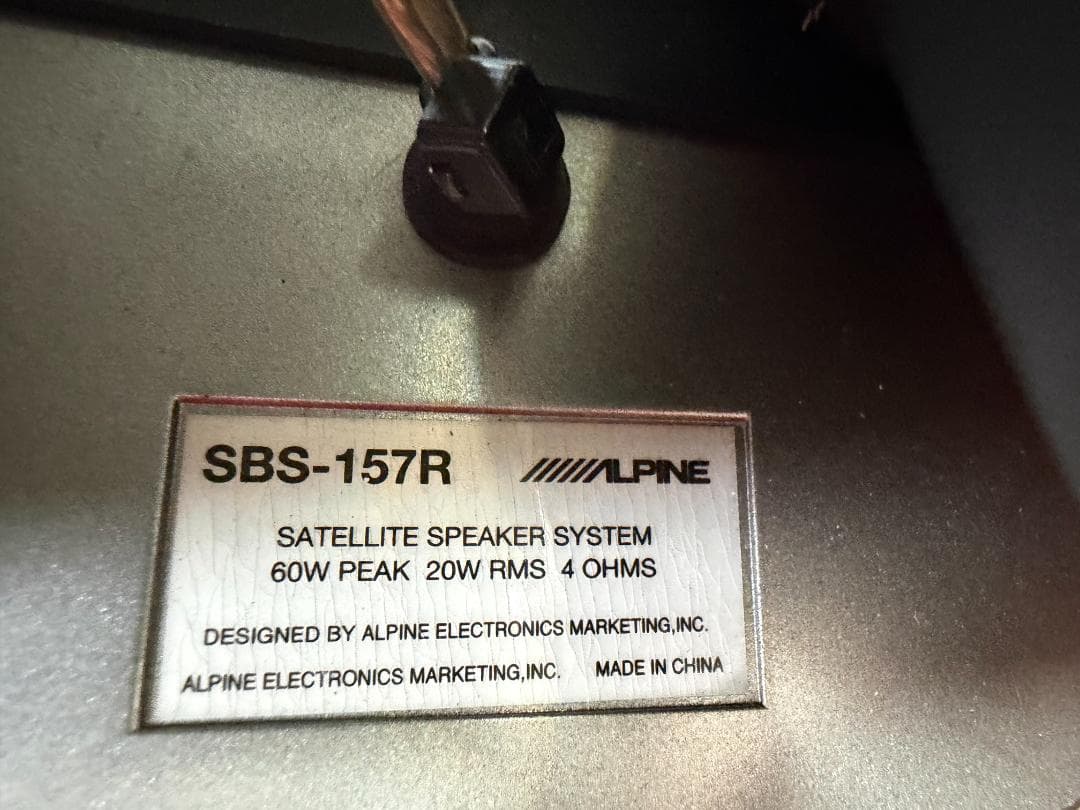 SBS-157R ALPINE
SATELLITE SPEAKER SYSTEM
60W PEAK 20W RMS 4 OHMS
DESIGNED BY ALPINE ELECTRONICS MARKETING,INC.
ALPINE ELECTRONICS MARKETING,INC. MADE IN CHINA